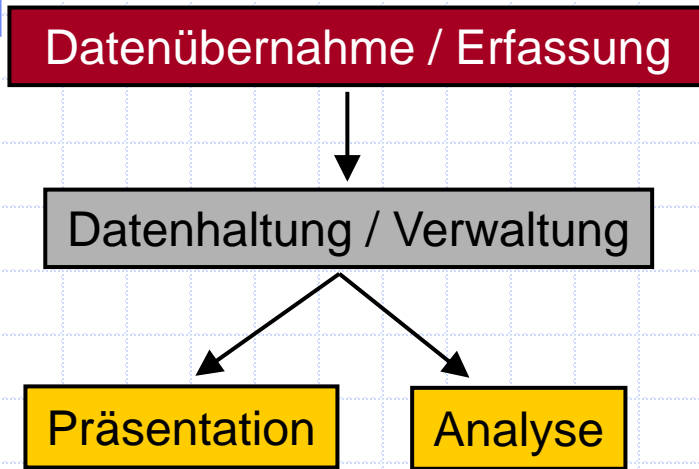 Datenübernahme / Erfassung
Datenhaltung / Verwaltung
Präsentation
Analyse